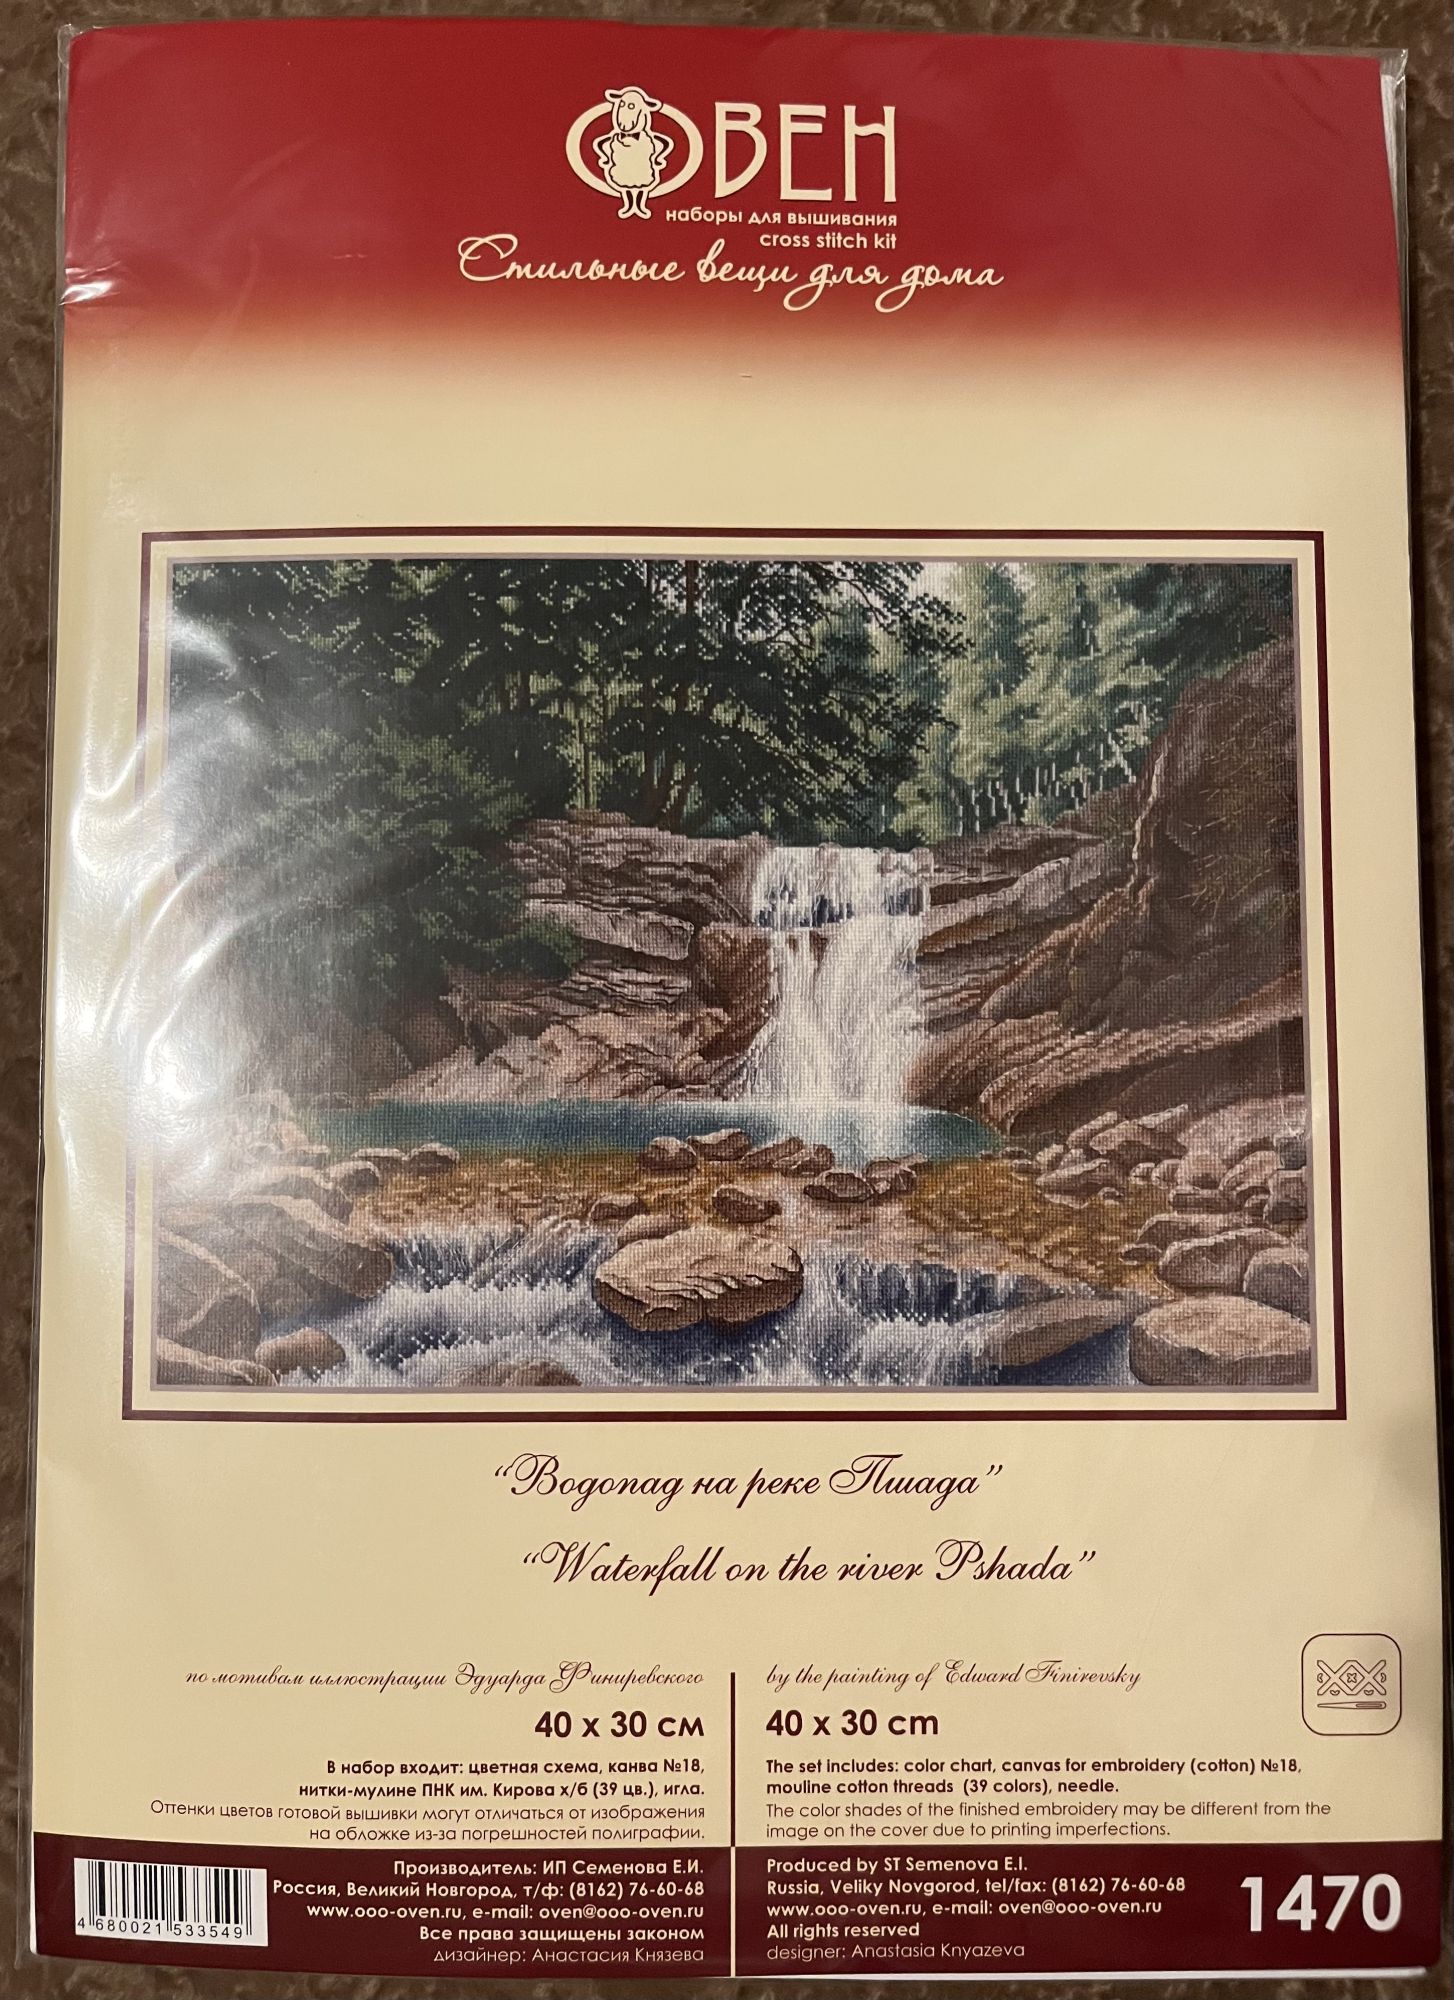 ОВЕН
наборы для вышивания
cross stitch kit
Стильные вещи для дома
“Водопад на реке Пшада”
“Waterfall on the river Pshada”
по мотивам иллюстрации Эдуарда Финиревского
40 х 30 см
В набор входит: цветная схема, канва №18,
нитки-мулине ПНК им. Кирова х/б (39 цв.), игла.
Оттенки цветов готовой вышивки могут отличаться от изображения
на обложке из-за погрешностей полиграфии.
by the painting of Edward Finirevsky
40 x 30 cm
The set includes: color chart, canvas for embroidery (cotton) №18,
mouline cotton threads (39 colors), needle.
The color shades of the finished embroidery may be different from the
image on the cover due to printing imperfections.
4 680021 533549
Производитель: ИП Семенова Е.И.
Россия, Великий Новгород, т/ф: (8162) 76-60-68
www.ooo-oven.ru, e-mail: oven@ooo-oven.ru
Все права защищены законом
дизайнер: Анастасия Князева
Produced by ST Semenova E.I.
Russia, Veliky Novgorod, tel/fax: (8162) 76-60-68
www.ooo-oven.ru, e-mail: oven@ooo-oven.ru
All rights reserved
designer: Anastasia Knyazeva
1470